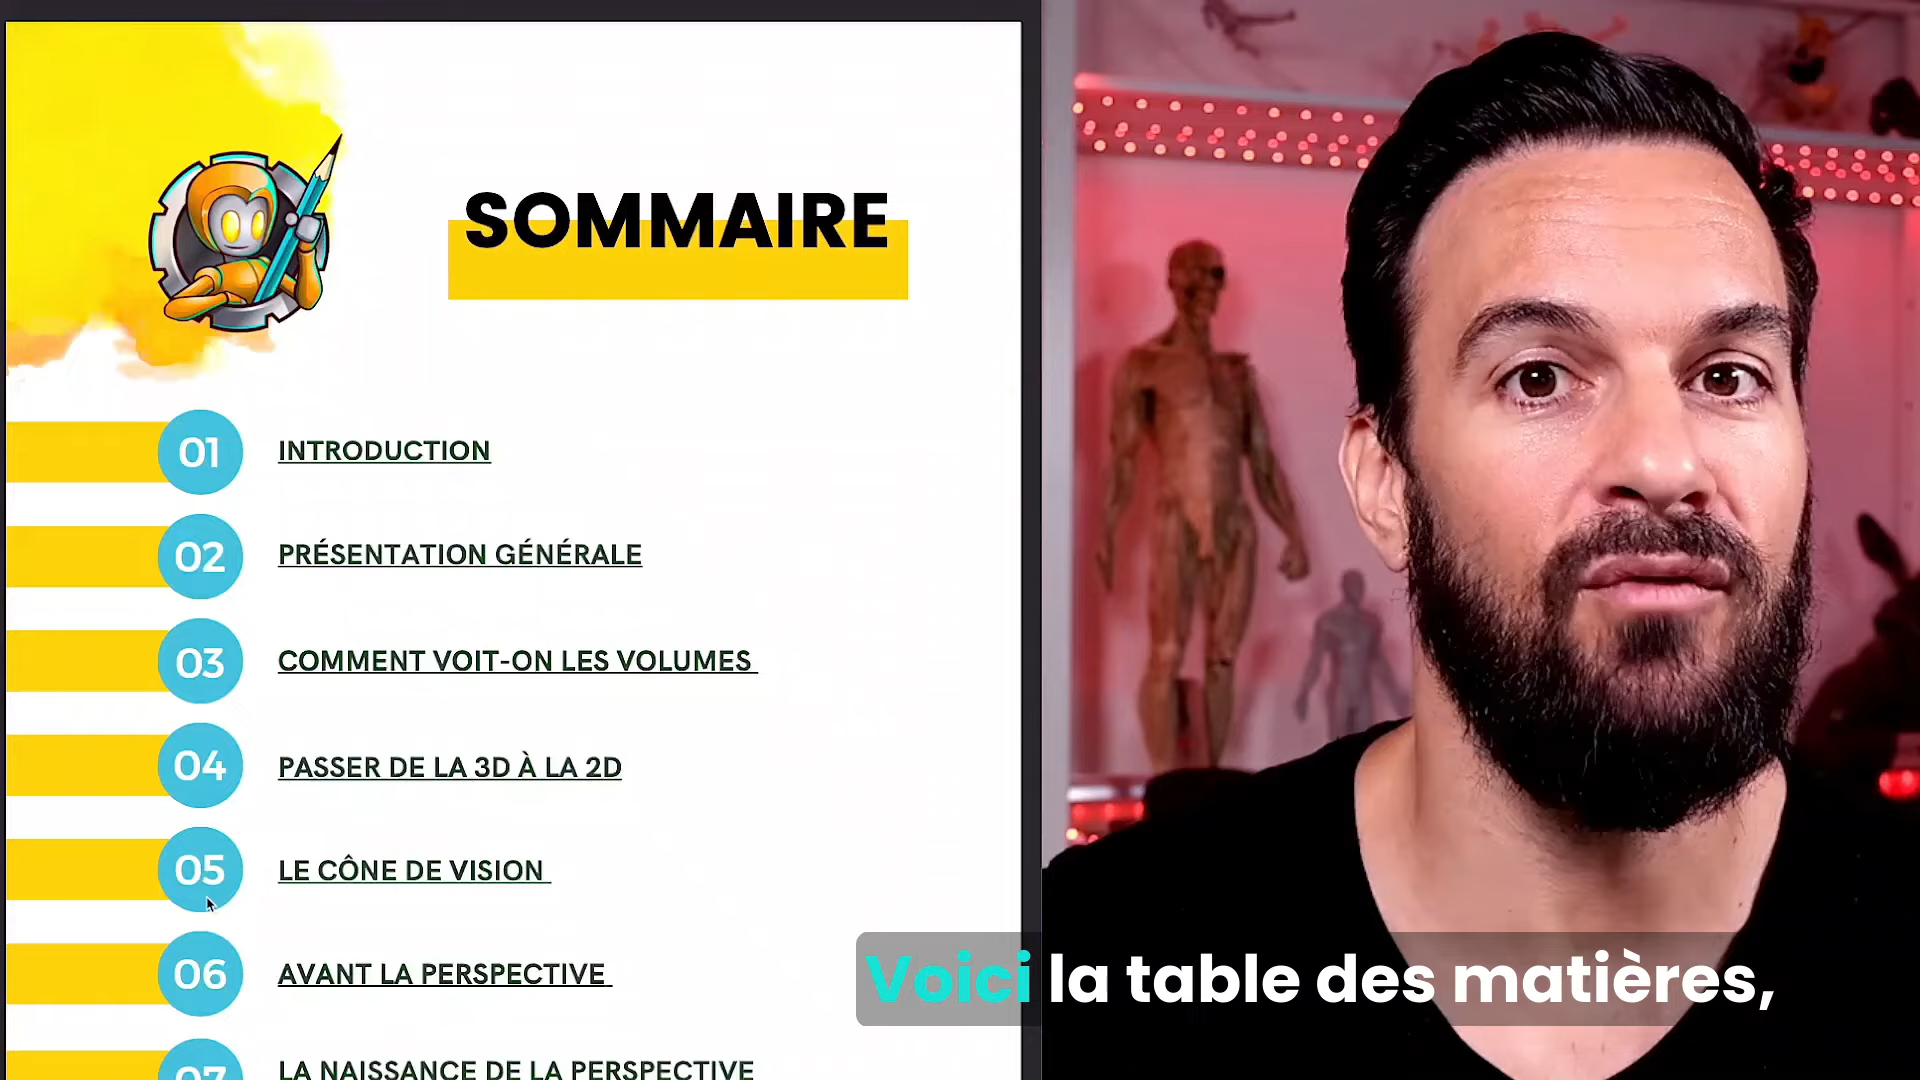 SOMMAIRE
01 INTRODUCTION
02 PRÉSENTATION GÉNÉRALE
03 COMMENT VOIT-ON LES VOLUMES
04 PASSER DE LA 3D À LA 2D
05 LE CÔNE DE VISION
06 AVANT LA PERSPECTIVE
07 LA NAISSANCE DE LA PERSPECTIVE
Voici la table des matières,